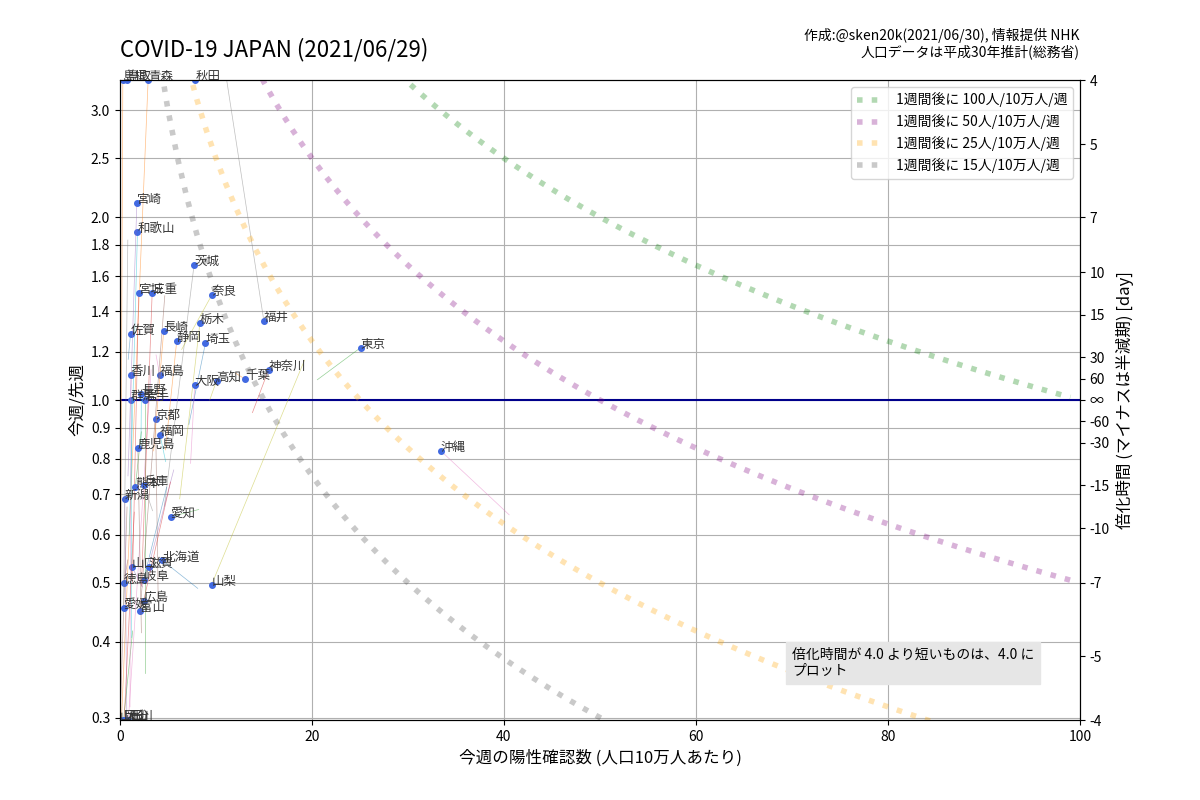 COVID-19 JAPAN (2021/06/29)
作成:@sken20k(2021/06/30), 情報提供 NHK
人口データは平成30年推計(総務省)
1週間後に 100人/10万人/週
1週間後に 50人/10万人/週
1週間後に 25人/10万人/週
1週間後に 15人/10万人/週
青森
秋田
宮崎
和歌山
茨城
宮城
三重
奈良
佐賀
長崎
栃木
福井
静岡
埼玉
東京
香川
福島
大阪
高知
千葉
神奈川
長野
京都
福岡
鹿児島
沖縄
兵庫
新潟
愛知
山口
滋賀
北海道
徳島
岐阜
山梨
愛媛
広島
富山
倍化時間が 4.0 より短いものは、4.0 に
プロット
3.0
2.5
2.0
1.8
1.6
1.4
1.2
1.0
0.9
0.8
0.7
0.6
0.5
0.4
0.3
今週/先週
4
5
7
10
15
30
60
∞
-60
-30
-15
-10
-7
-5
-4
倍化時間 (マイナスは半減期) [day]
0
20
40
60
80
100
今週の陽性確認数 (人口10万人あたり)